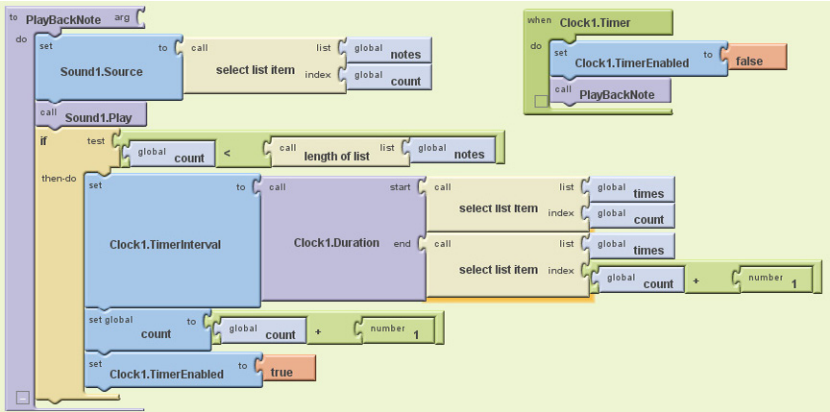 to PlayBackNote arg
do
set Sound1.Source to
call select list item list index
global notes
global count
call Sound1.Play
if test
global count < call length of list list global notes
then-do
set Clock1.TimerInterval to
call Clock1.Duration start end
call select list item list index
global times
global count
call select list item list index
global times
global count + number 1
set global count to global count + number 1
set Clock1.TimerEnabled to true
when Clock1.Timer
do
set Clock1.TimerEnabled to false
call PlayBackNote